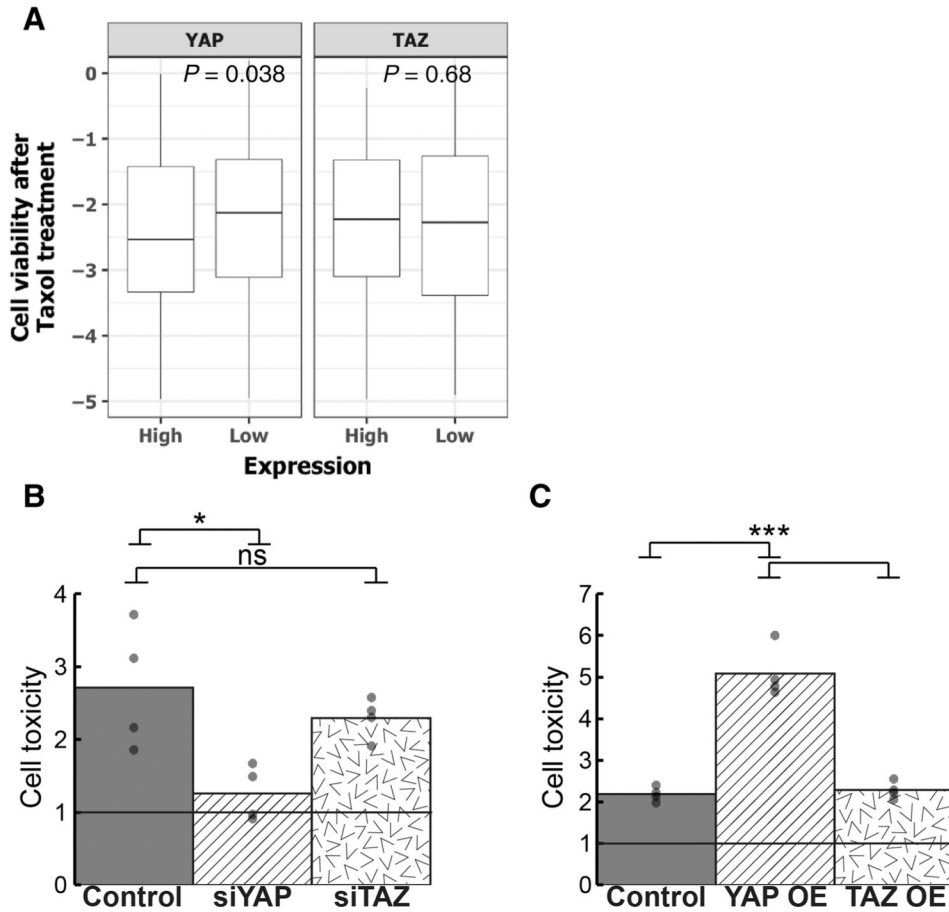 A
YAP
TAZ
P = 0.038
P = 0.68
Cell viability after
Taxol treatment
0
−1
−2
−3
−4
−5
High
Low
High
Low
Expression
B
*
ns
Cell toxicity
4
3
2
1
0
Control
siYAP
siTAZ
C
***
Cell toxicity
7
6
5
4
3
2
1
0
Control
YAP OE
TAZ OE